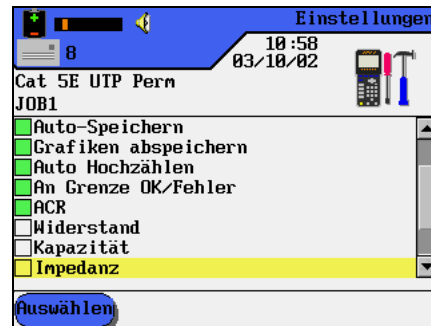 Einstellungen
8
10:58
03/10/02
Cat 5E UTP Perm
JOB1
Auto-Speichern
Grafiken abspeichern
Auto Hochzählen
An Grenze OK/Fehler
ACR
Widerstand
Kapazität
Impedanz
Auswählen